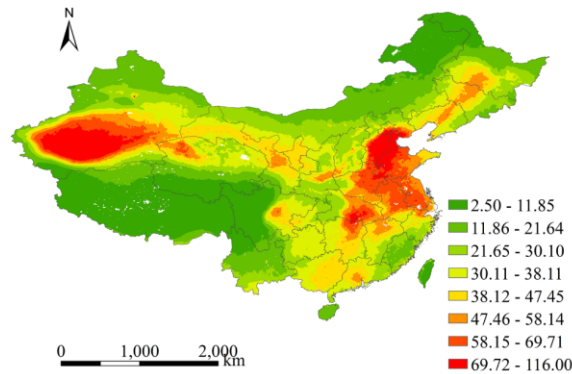 N
2.50 - 11.85
11.86 - 21.64
21.65 - 30.10
30.11 - 38.11
38.12 - 47.45
47.46 - 58.14
58.15 - 69.71
69.72 - 116.00
0 1,000 2,000
km